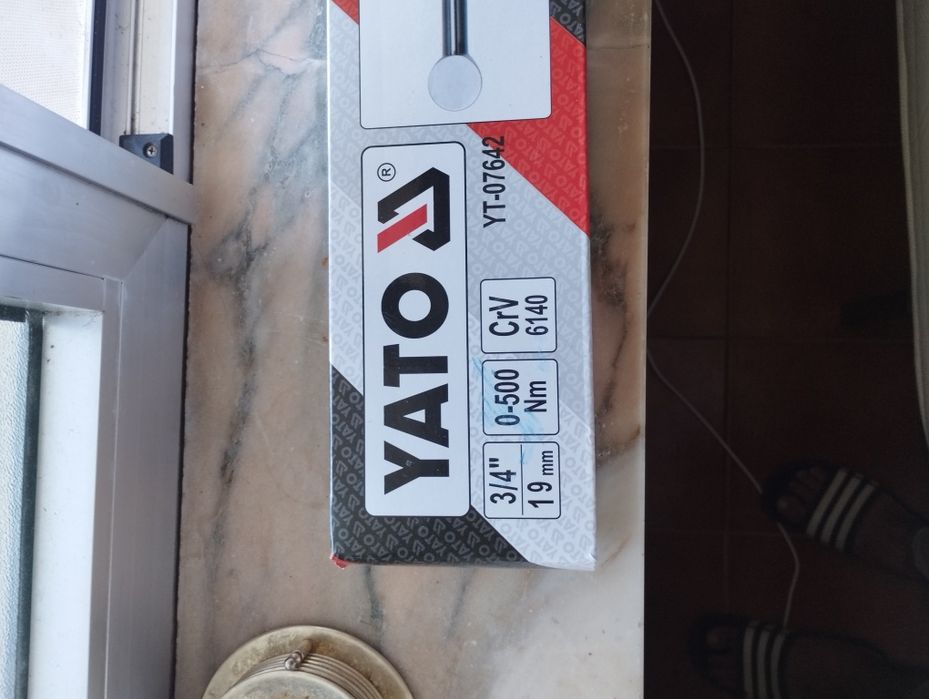 YATO ®
YT-07642
3/4"
19 mm
0-500
Nm
CrV
6140